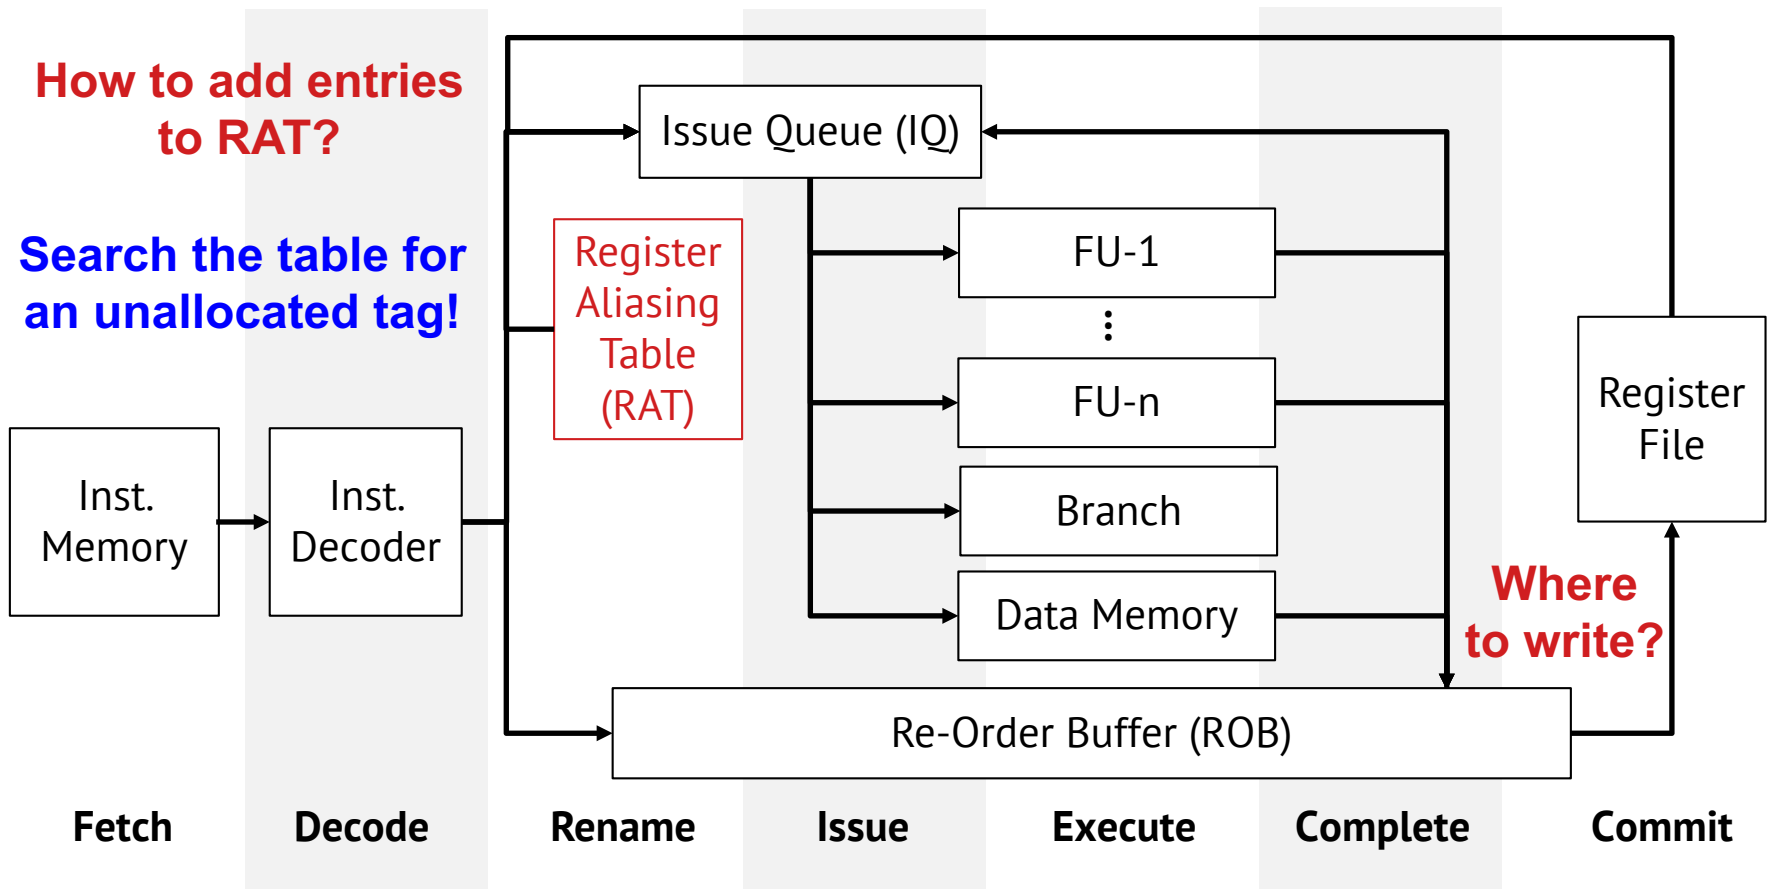 How to add entries
to RAT?
Search the table for
an unallocated tag!
Issue Queue (IQ)
Register
Aliasing
Table
(RAT)
FU-1
FU-n
Branch
Data Memory
Inst.
Memory
Inst.
Decoder
Register
File
Where
to write?
Re-Order Buffer (ROB)
Fetch
Decode
Rename
Issue
Execute
Complete
Commit